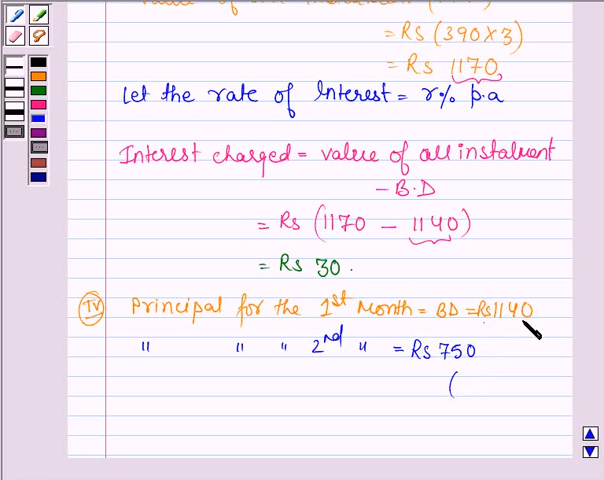 = Rs (390 × 3)
= Rs 1170
Let the rate of Interest = r% p.a
Interest charged = value of all instalment
- B.D
= Rs (1170 - 1140)
= Rs 30.
IV Principal for the 1st Month = BD = Rs 1140
" " " 2nd " = Rs 750
(